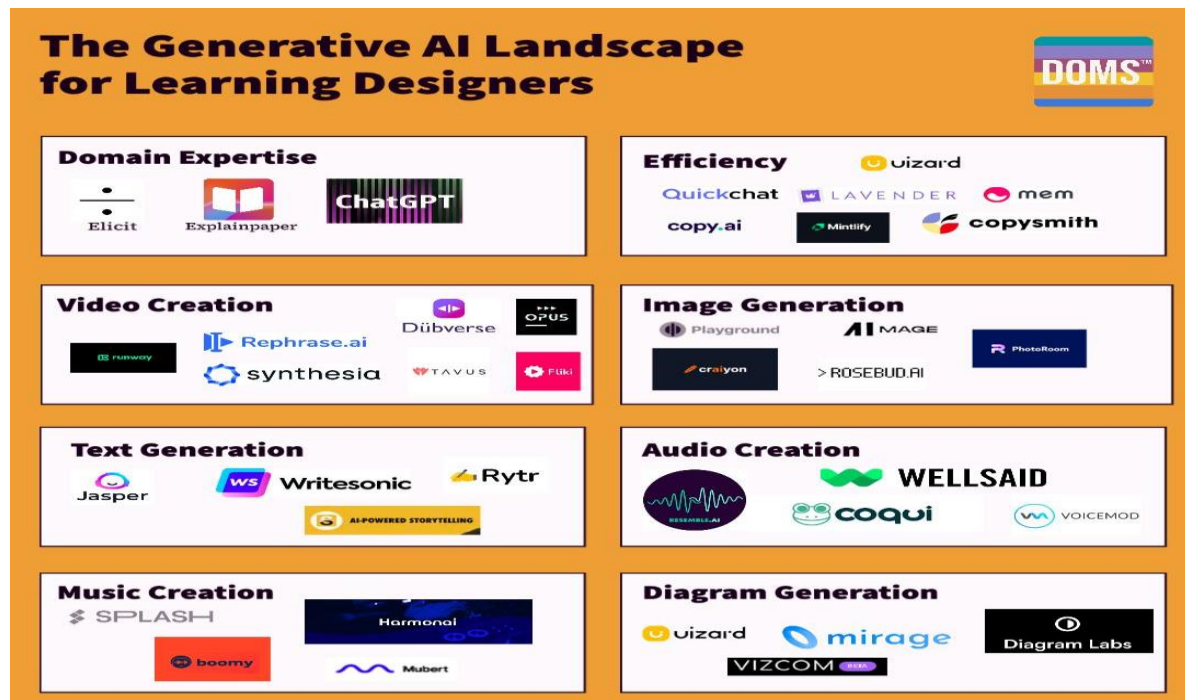 The Generative AI Landscape
for Learning Designers
DOMS™
Domain Expertise
Elicit
Explainpaper
ChatGPT
Efficiency
uizard
Quickchat
LAVENDER
mem
copy.ai
Mintlify
copysmith
Video Creation
runway
Rephrase.ai
synthesia
Dübverse
OPUS
TAVUS
Fliki
Image Generation
Playground
AI MAGE
PhotoRoom
craiyon
>ROSEBUD.AI
Text Generation
Jasper
WS Writesonic
Rytr
AI-POWERED STORYTELLING
Audio Creation
RESEMBLE.AI
WELLSAID
coqui
VOICEMOD
Music Creation
SPLASH
Harmonai
boomy
Mubert
Diagram Generation
uizard
mirage
Diagram Labs
VIZCOM BETA